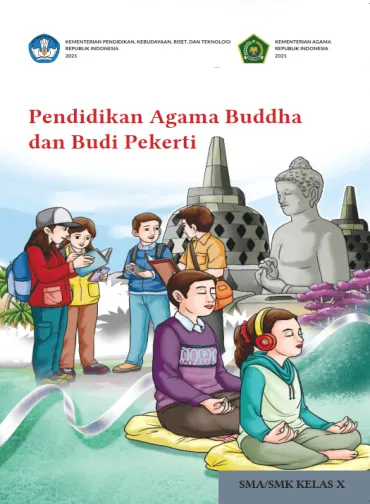 KEMENTERIAN PENDIDIKAN, KEBUDAYAAN, RISET, DAN TEKNOLOGI
REPUBLIK INDONESIA
2021
KEMENTERIAN AGAMA
REPUBLIK INDONESIA
2021
Pendidikan Agama Buddha
dan Budi Pekerti
SMA/SMK KELAS X